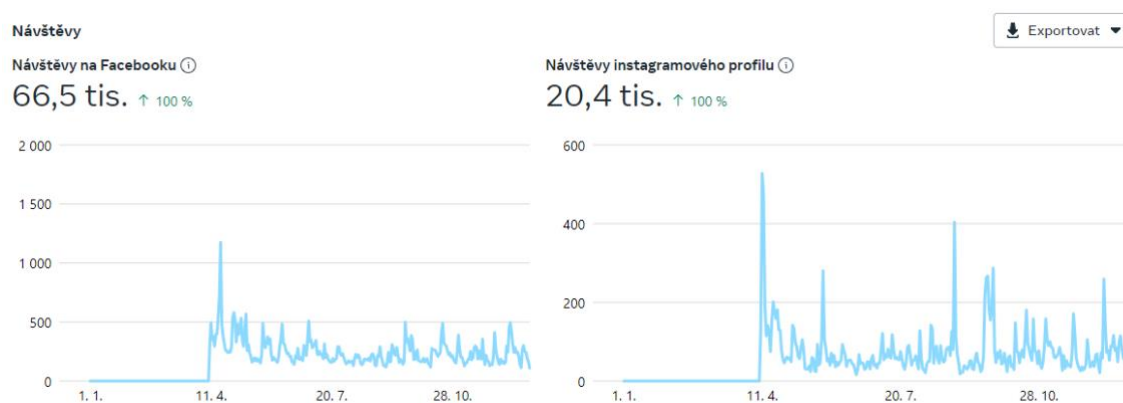 Návštěvy
Exportovat
Návštěvy na Facebooku
66,5 tis. ↑ 100 %
2 000
1 500
1 000
500
0
1. 1. 11. 4. 20. 7. 28. 10.
Návštěvy instagramového profilu
20,4 tis. ↑ 100 %
600
400
200
0
1. 1. 11. 4. 20. 7. 28. 10.